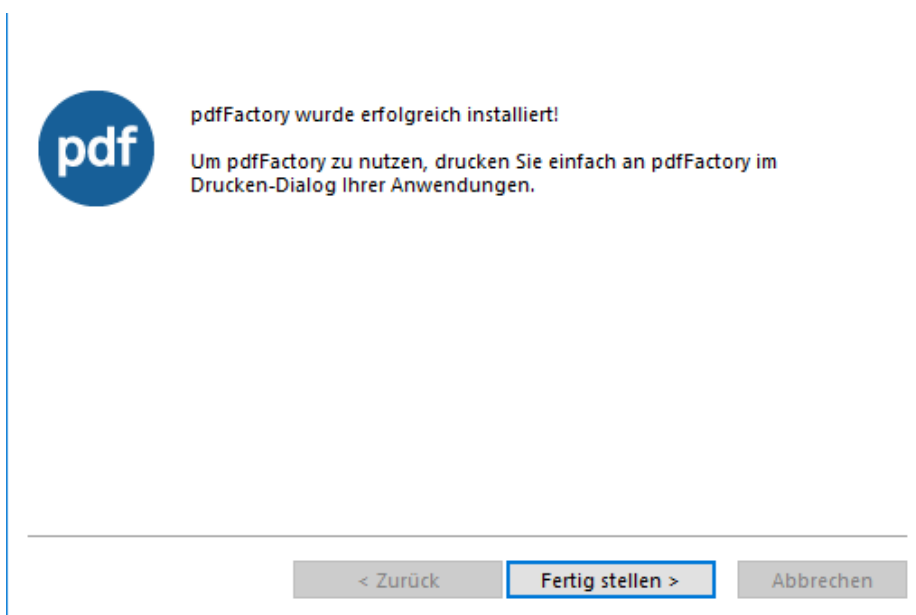 pdf
pdfFactory wurde erfolgreich installiert!
Um pdfFactory zu nutzen, drucken Sie einfach an pdfFactory im
Drucken-Dialog Ihrer Anwendungen.
< Zurück
Fertig stellen >
Abbrechen